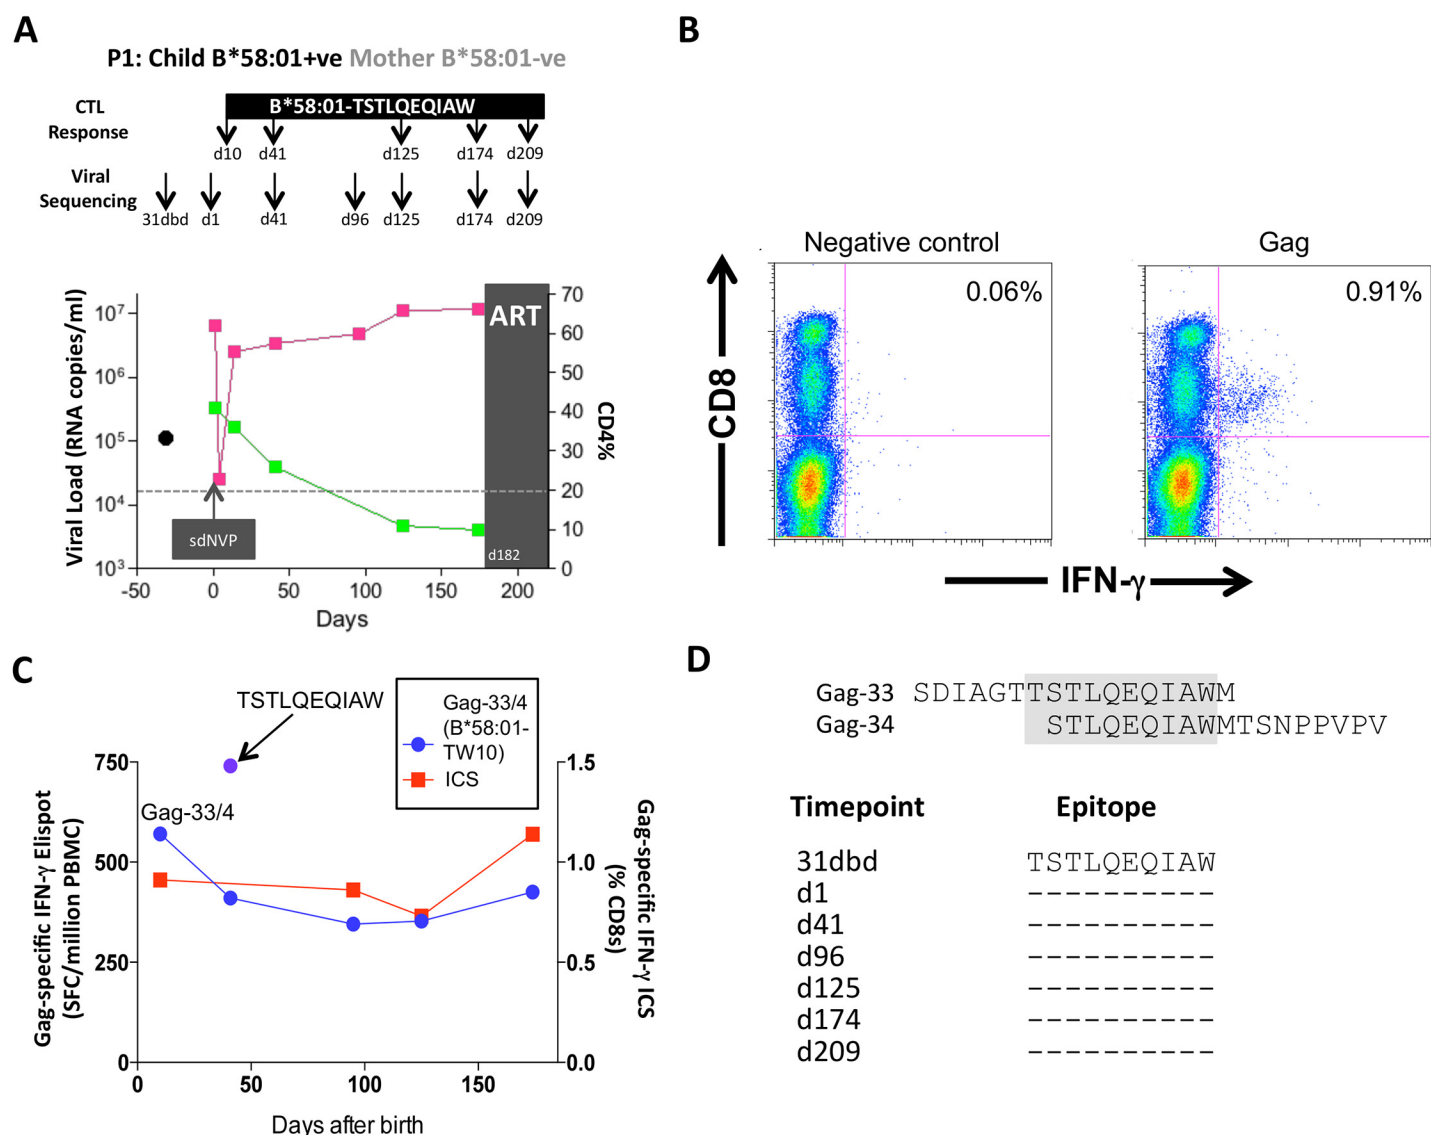 A
P1: Child B*58:01+ve Mother B*58:01-ve
CTL
Response
B*58:01-TSTLQEQIAW
d10 d41 d125 d174 d209
Viral
Sequencing
31dbd d1 d41 d96 d125 d174 d209
Viral Load (RNA copies/ml)
10⁷
10⁶
10⁵
10⁴
10³
70
60
50
40
30
20
10
0
CD4%
ART
sdNVP
d182
-50 0 50 100 150 200
Days
B
Negative control Gag
0.06% 0.91%
CD8
IFN-γ
C
TSTLQEQIAW
Gag-33/4
(B*58:01-
TW10)
ICS
Gag-33/4
Gag-specific IFN-γ Elispot
(SFC/million PBMC)
750
500
250
0
1.5
1.0
0.5
0.0
Gag-specific IFN-γ ICS
(% CD8s)
0 50 100 150
Days after birth
D
Gag-33 SDIAGTTSTLQEQIAWM
Gag-34 STLQEQIAWMTSNPPVPV
Timepoint Epitope
31dbd TSTLQEQIAW
d1 ----------
d41 ----------
d96 ----------
d125 ----------
d174 ----------
d209 ----------